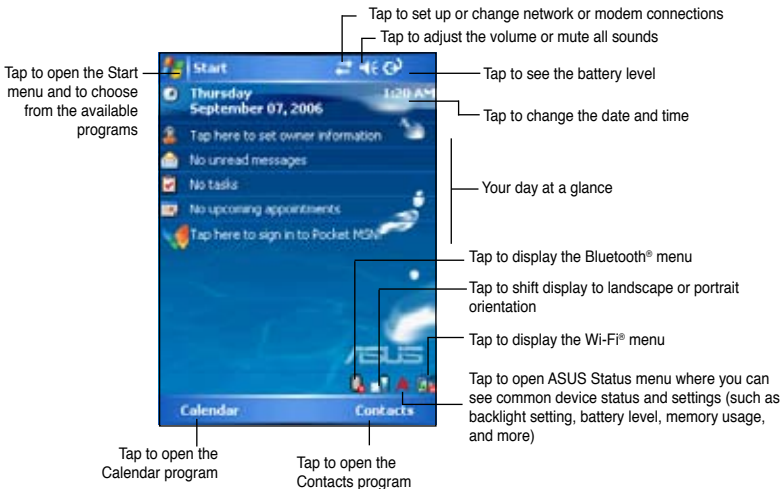 Tap to set up or change network or modem connections
Tap to adjust the volume or mute all sounds
Tap to open the Start
menu and to choose
from the available
programs
Start
Tap to see the battery level
Thursday
September 07, 2006
1:20 AM
Tap to change the date and time
Tap here to set owner information
No unread messages
No tasks
No upcoming appointments
Tap here to sign in to Pocket MSN!
Your day at a glance
Tap to display the Bluetooth® menu
Tap to shift display to landscape or portrait
orientation
Tap to display the Wi-Fi® menu
ASUS
Tap to open ASUS Status menu where you can
see common device status and settings (such as
backlight setting, battery level, memory usage,
and more)
Calendar
Contacts
Tap to open the
Calendar program
Tap to open the
Contacts program